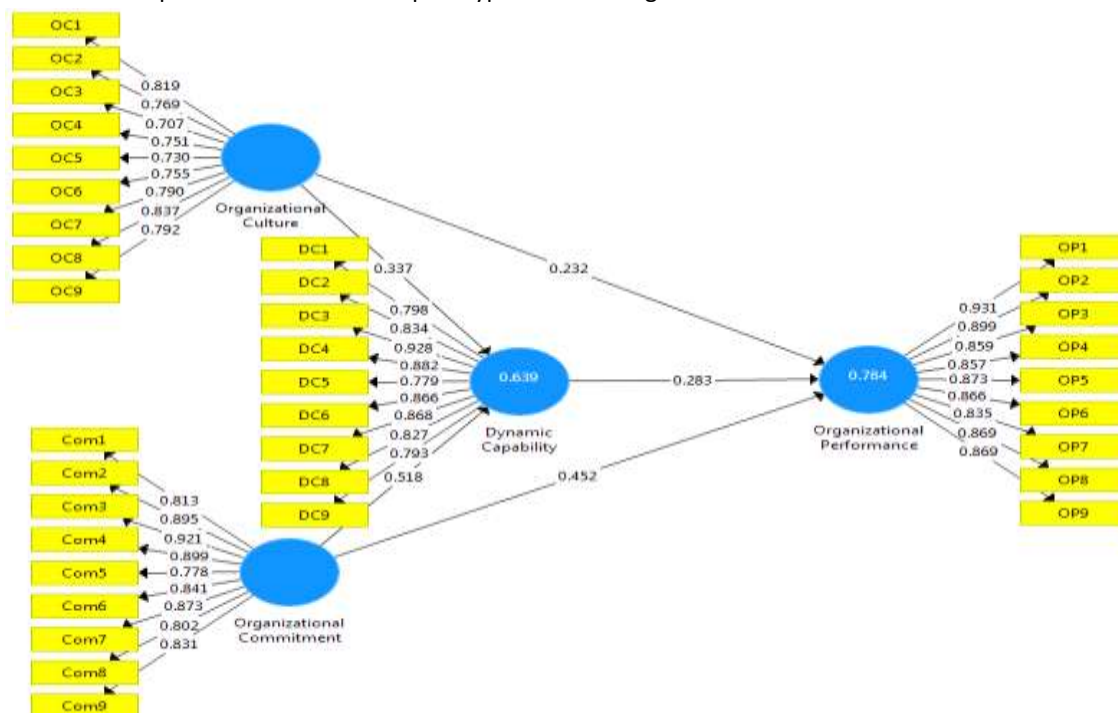 OC1
OC2
OC3
OC4
OC5
OC6
OC7
OC8
OC9
0.819
0.769
0.707
0.751
0.730
0.755
0.790
0.837
0.792
Organizational
Culture
0.337
0.232
DC1
DC2
DC3
DC4
DC5
DC6
DC7
DC8
DC9
0.798
0.834
0.928
0.882
0.779
0.866
0.868
0.827
0.793
0.518
0.639
Dynamic
Capability
0.283
0.452
0.784
Organizational
Performance
OP1
OP2
OP3
OP4
OP5
OP6
OP7
OP8
OP9
0.931
0.899
0.859
0.857
0.873
0.866
0.835
0.869
0.869
Com1
Com2
Com3
Com4
Com5
Com6
Com7
Com8
Com9
0.813
0.895
0.921
0.899
0.778
0.841
0.873
0.802
0.831
Organizational
Commitment